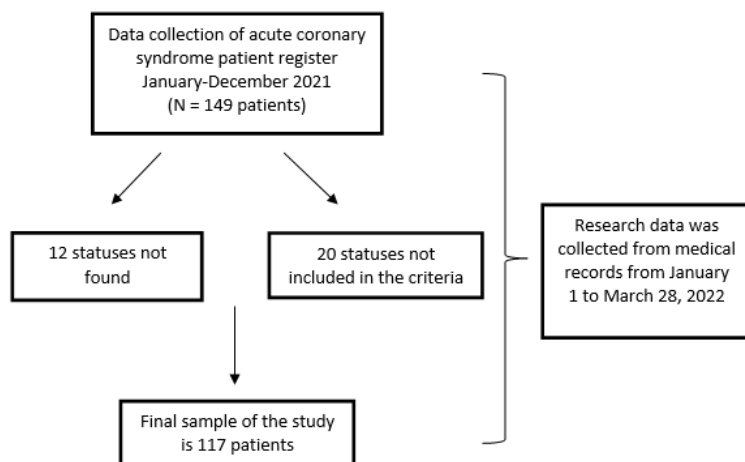 Data collection of acute coronary
syndrome patient register
January-December 2021
(N = 149 patients)
12 statuses not
found
20 statuses not
included in the criteria
Research data was
collected from medical
records from January
1 to March 28, 2022
Final sample of the study
is 117 patients